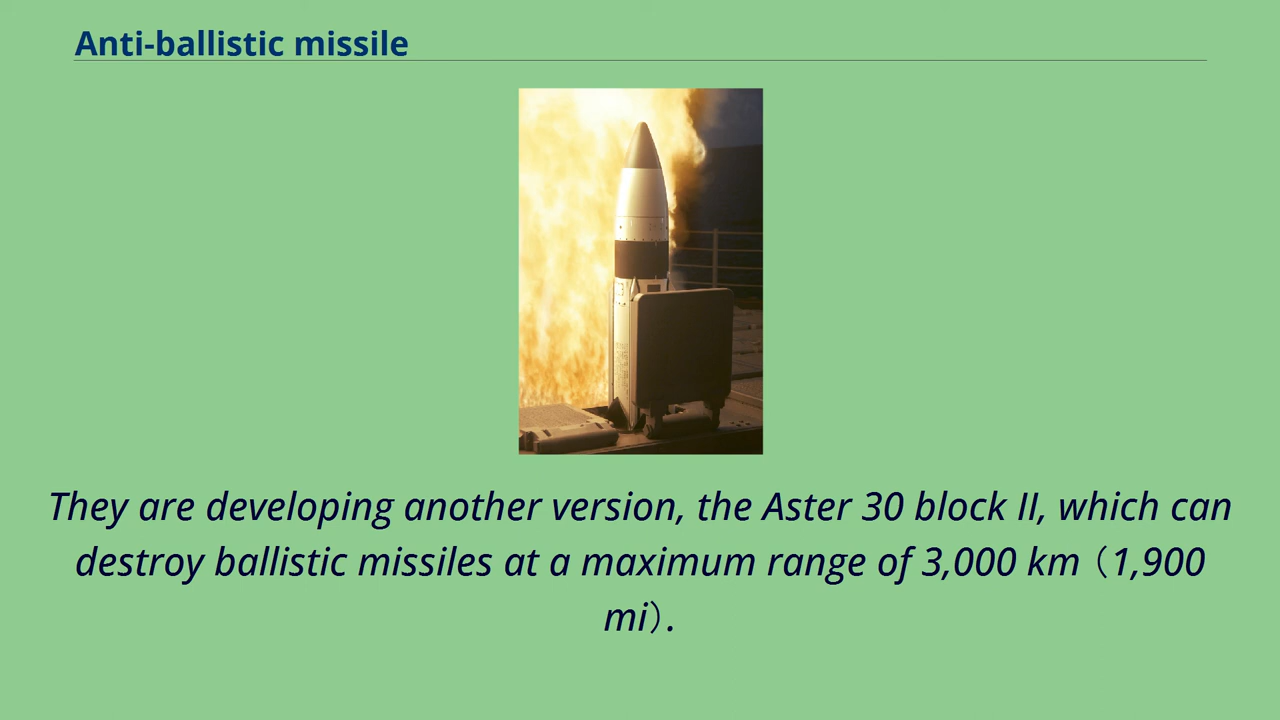 Anti-ballistic missile
They are developing another version, the Aster 30 block II, which can
destroy ballistic missiles at a maximum range of 3,000 km（1,900
mi）.